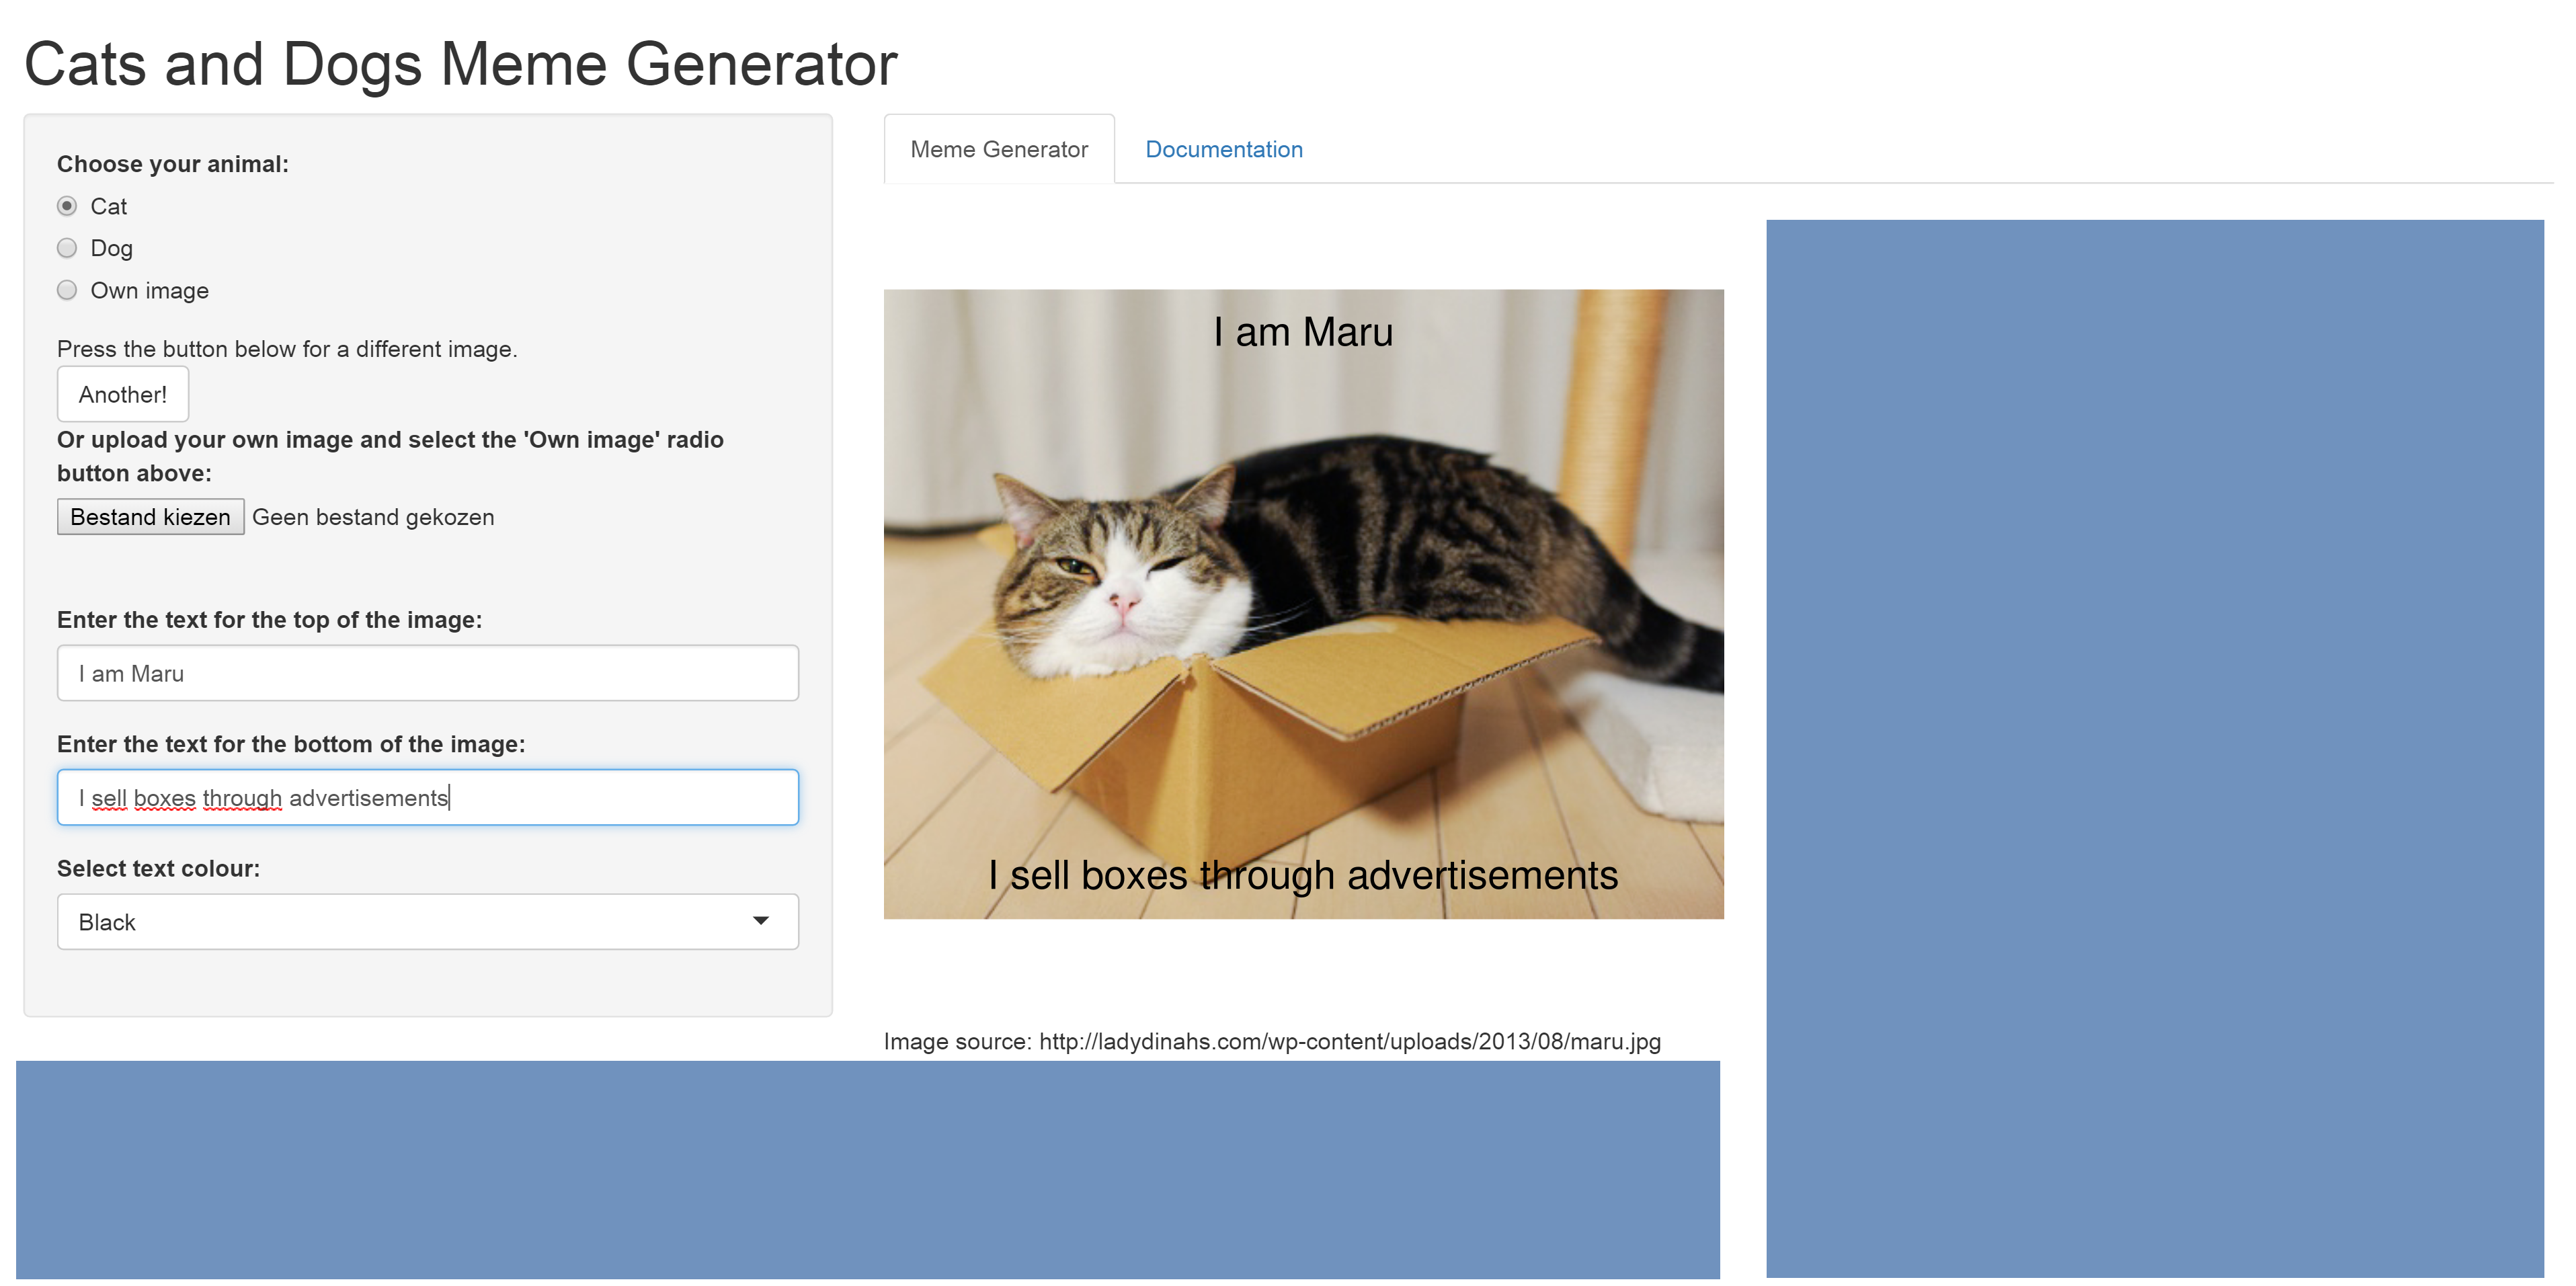 Cats and Dogs Meme Generator
Choose your animal:
Cat
Dog
Own image
Press the button below for a different image.
Another!
Or upload your own image and select the 'Own image' radio
button above:
Bestand kiezen Geen bestand gekozen
Enter the text for the top of the image:
I am Maru
Enter the text for the bottom of the image:
I sell boxes through advertisements
Select text colour:
Black
Meme Generator Documentation
I am Maru
I sell boxes through advertisements
Image source: http://ladydinahs.com/wp-content/uploads/2013/08/maru.jpg